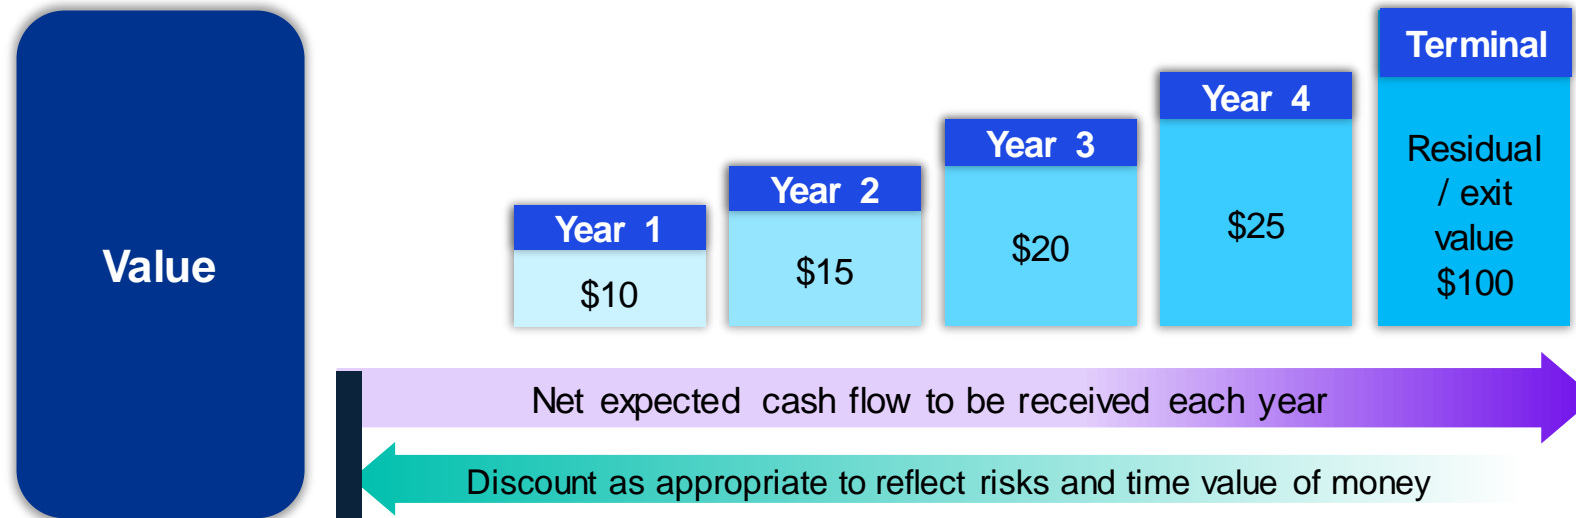 Value
Year 1
$10
Year 2
$15
Year 3
$20
Year 4
$25
Terminal
Residual
/ exit
value
$100
Net expected cash flow to be received each year
Discount as appropriate to reflect risks and time value of money